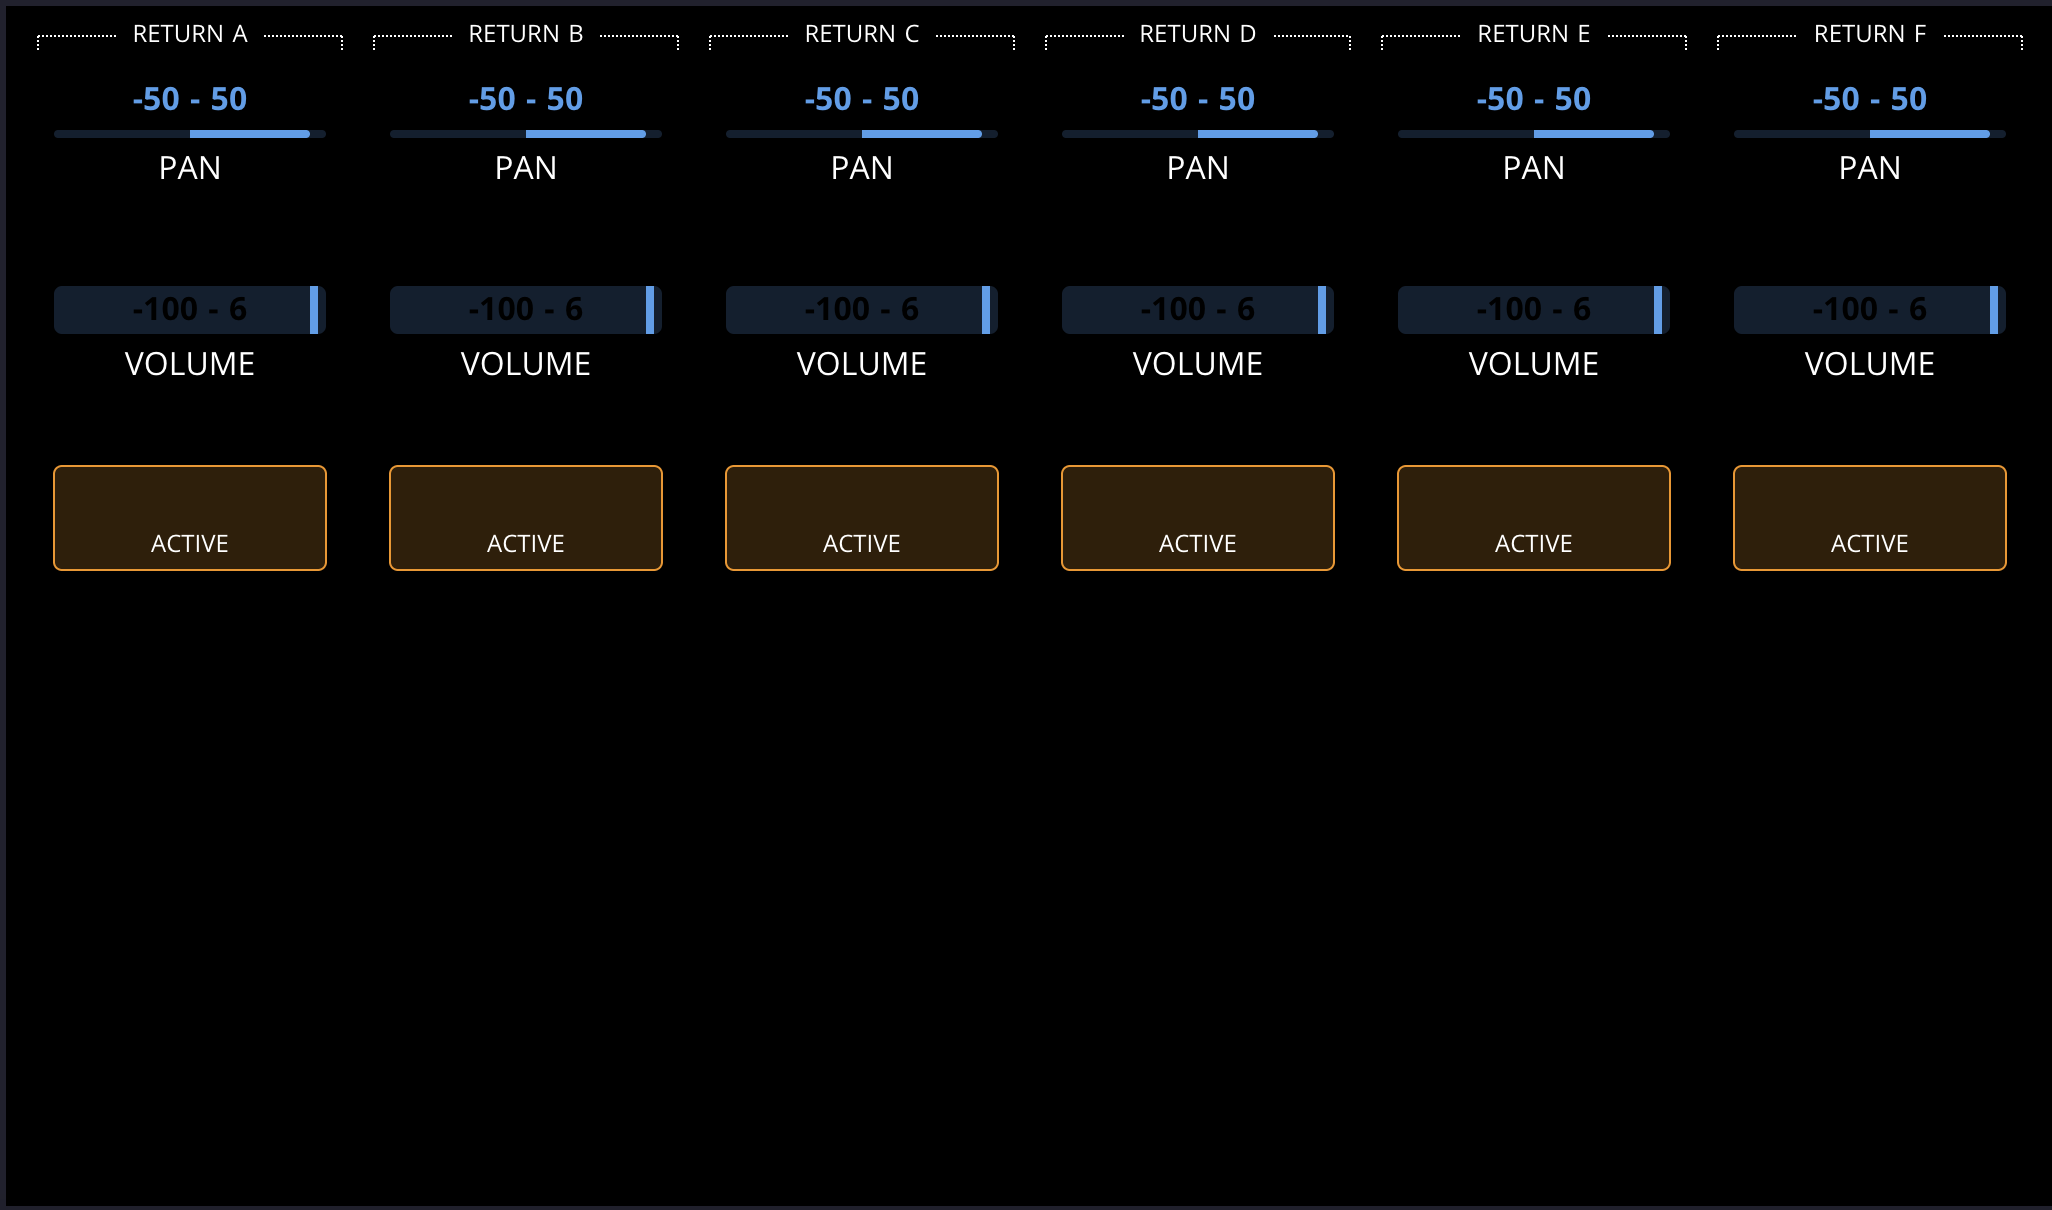 RETURN A RETURN B RETURN C RETURN D RETURN E RETURN F
-50 - 50 -50 - 50 -50 - 50 -50 - 50 -50 - 50 -50 - 50
PAN PAN PAN PAN PAN PAN
-100 - 6 -100 - 6 -100 - 6 -100 - 6 -100 - 6 -100 - 6
VOLUME VOLUME VOLUME VOLUME VOLUME VOLUME
ACTIVE ACTIVE ACTIVE ACTIVE ACTIVE ACTIVE